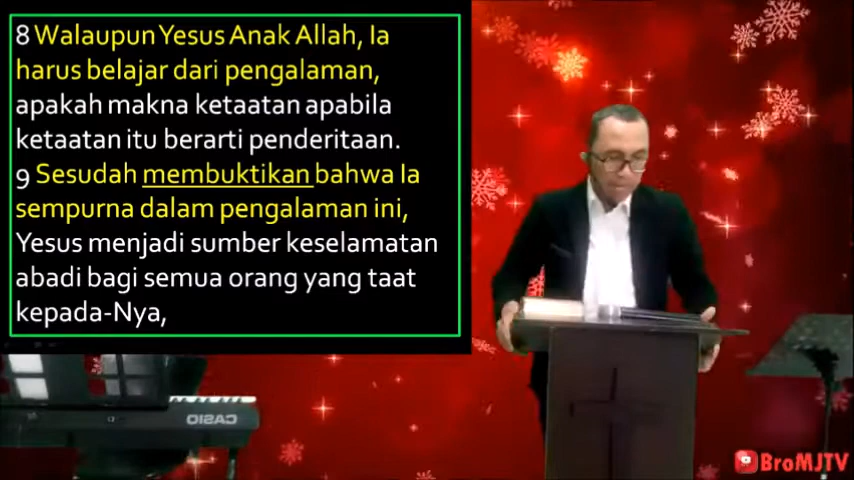 8 Walaupun Yesus Anak Allah, Ia
harus belajar dari pengalaman,
apakah makna ketaatan apabila
ketaatan itu berarti penderitaan.
9 Sesudah membuktikan bahwa Ia
sempurna dalam pengalaman ini,
Yesus menjadi sumber keselamatan
abadi bagi semua orang yang taat
kepada-Nya,
CASIO
BroMJTV